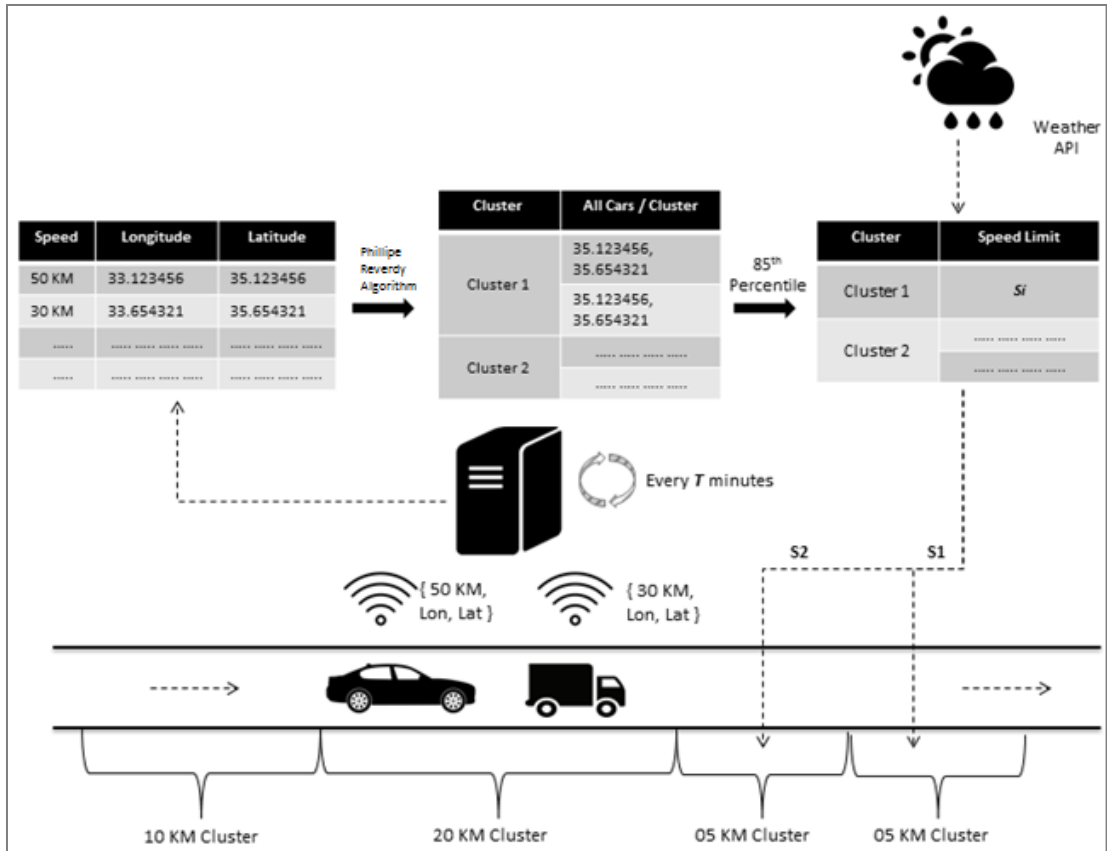 Weather
API
Speed Longitude Latitude
50 KM 33.123456 35.123456
30 KM 33.654321 35.654321
..... ..... ..... ..... ..... ..... ..... ..... .....
..... ..... ..... ..... ..... ..... ..... ..... .....
Phillipe
Reverdy
Algorithm
Cluster All Cars / Cluster
Cluster 1
35.123456,
35.654321
35.123456,
35.654321
Cluster 2
..... ..... ..... .....
..... ..... ..... .....
85th
Percentile
Cluster Speed Limit
Cluster 1 Si
Cluster 2
..... ..... ..... .....
..... ..... ..... .....
Every T minutes
S2 S1
{ 50 KM,
Lon, Lat }
{ 30 KM,
Lon, Lat }
10 KM Cluster 20 KM Cluster 05 KM Cluster 05 KM Cluster